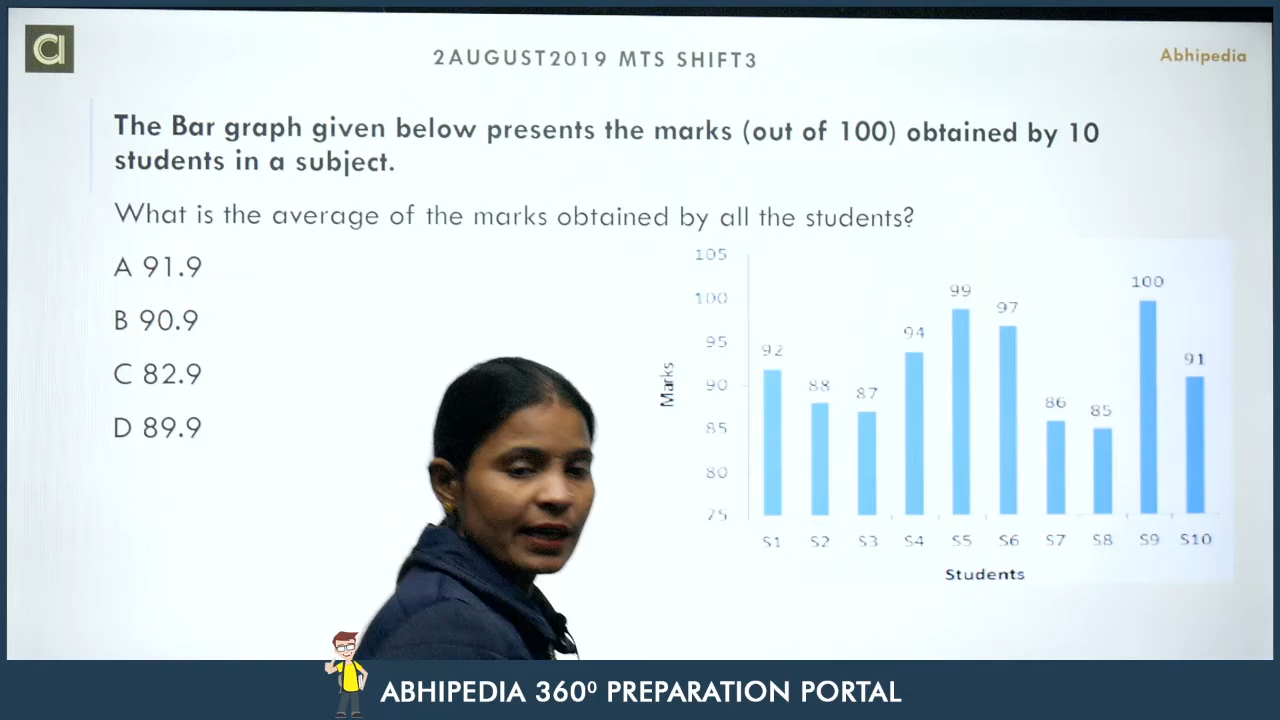 2AUGUST2019 MTS SHIFT3
Abhipedia
The Bar graph given below presents the marks (out of 100) obtained by 10
students in a subject.
What is the average of the marks obtained by all the students?
A 91.9
B 90.9
C 82.9
D 89.9
105
100
95
90
85
80
75
Marks
92
88
87
94
99
97
86
85
100
91
S1 S2 S3 S4 S5 S6 S7 S8 S9 S10
Students
ABHIPEDIA 360⁰ PREPARATION PORTAL